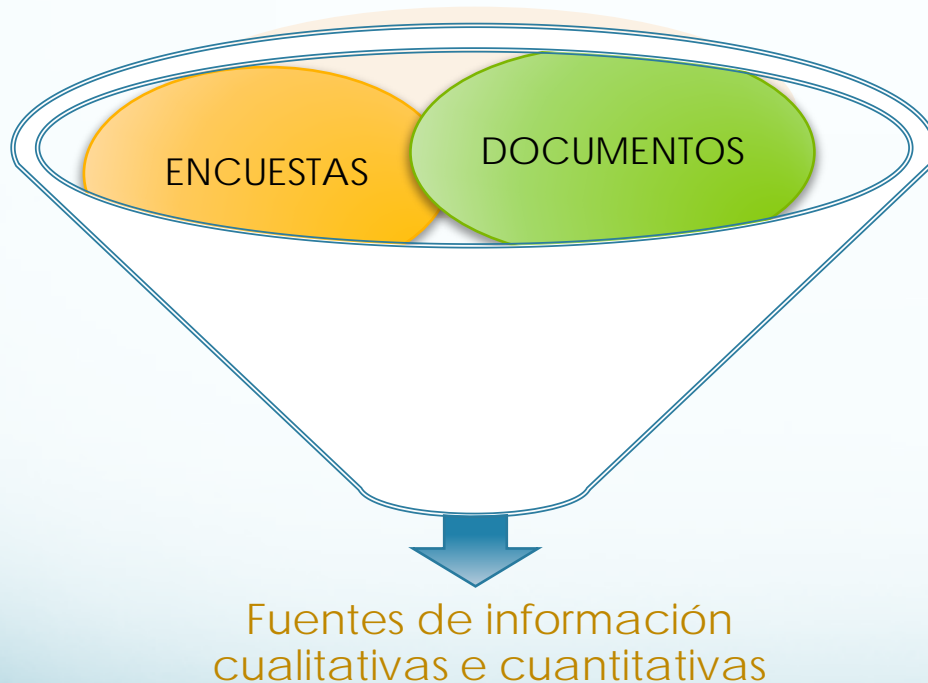 ENCUESTAS
DOCUMENTOS
Fuentes de información
cualitativas e cuantitativas